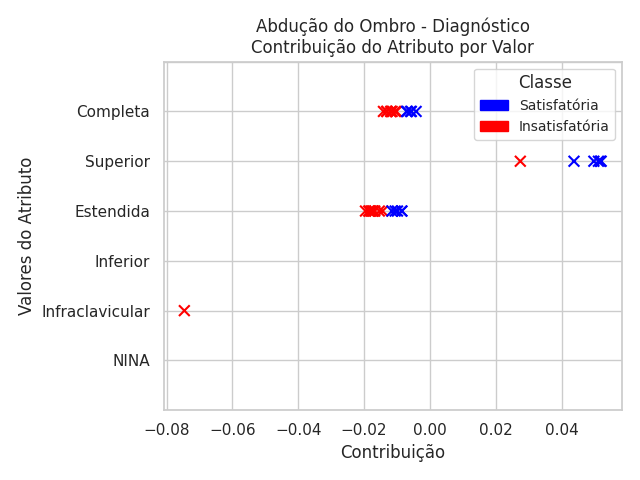 Abdução do Ombro - Diagnóstico
Contribuição do Atributo por Valor
Classe
Satisfatória
Insatisfatória
Valores do Atributo
Completa
Superior
Estendida
Inferior
Infraclavicular
NINA
−0.08 −0.06 −0.04 −0.02 0.00 0.02 0.04
Contribuição